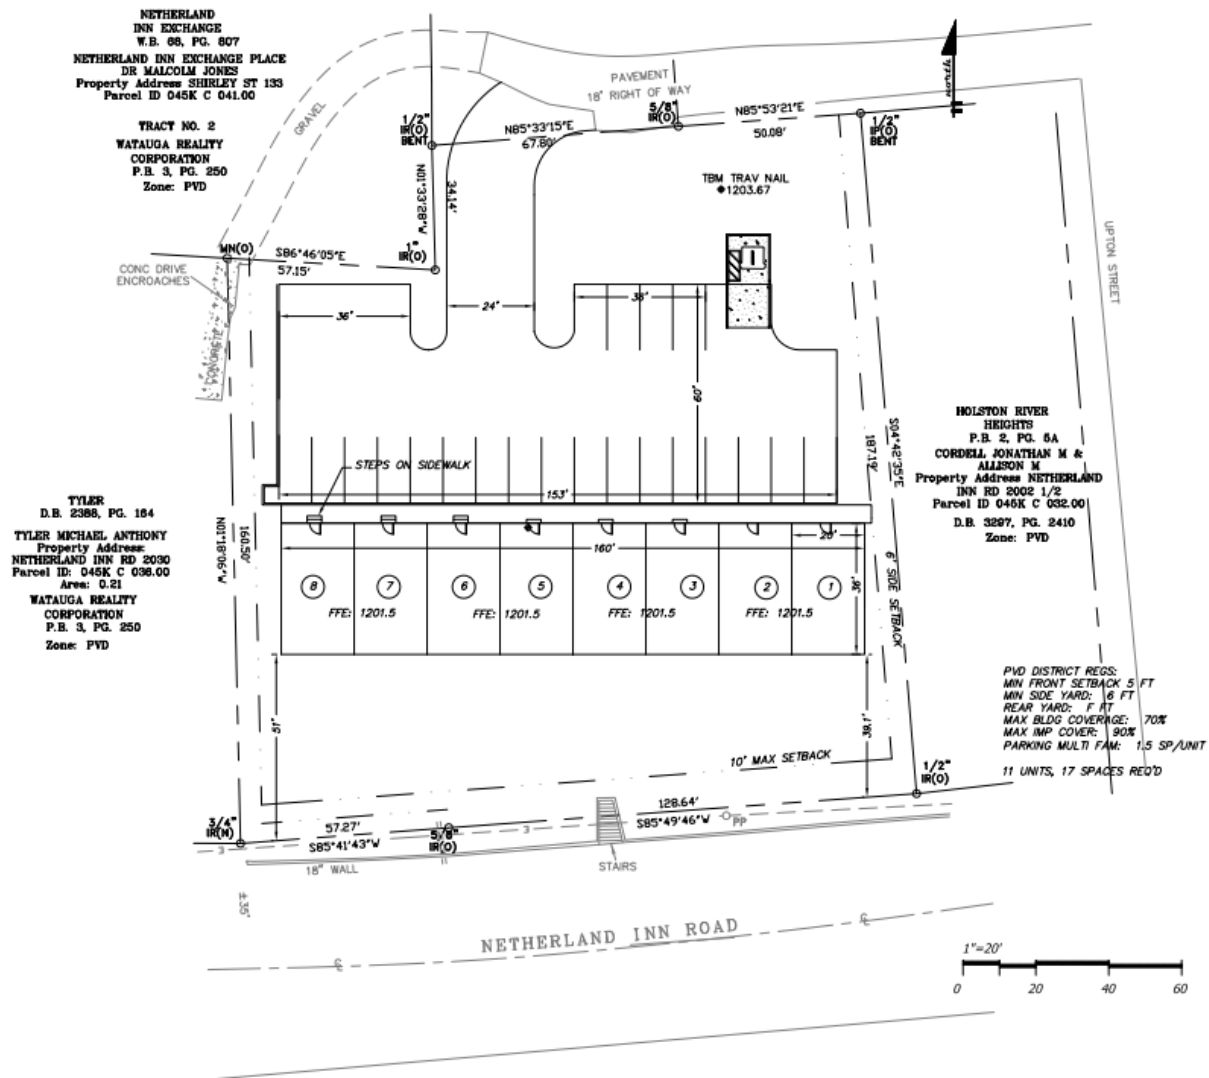 NETHERLAND
INN EXCHANGE
W.B. 68, PG. 607
NETHERLAND INN EXCHANGE PLACE
DR MALCOLM JONES
Property Address SHIRLEY ST 133
Parcel ID 045K C 041.00
TRACT NO. 2
WATAUGA REALITY
CORPORATION
P.B. 3, PG. 250
Zone: PVD
GRAVEL
PAVEMENT
18" RIGHT OF WAY
NORTH
1/2"
IR(O)
BENT
N85°33'15"E
67.80'
5/8"
IR(O)
N85°53'21"E
50.08'
1/2"
IP(O)
BENT
N01°33'28"W
34.14'
TBM TRAV NAIL
1203.67
UPTON STREET
MN(O)
S86°46'05"E
57.15'
1"
IR(O)
CONC DRIVE
ENCROACHES
CONCRETE
36'
24'
38'
60'
S04°42'35"E
187.19'
HOLSTON RIVER
HEIGHTS
P.B. 2, PG. 5A
CORDELL JONATHAN M &
ALLISON M
Property Address NETHERLAND
INN RD 2002 1/2
Parcel ID 045K C 032.00
D.B. 3297, PG. 2410
Zone: PVD
STEPS ON SIDEWALK
153'
TYLER
D.B. 2388, PG. 164
TYLER MICHAEL ANTHONY
Property Address:
NETHERLAND INN RD 2030
Parcel ID: 045K C 036.00
Area: 0.21
WATAUGA REALITY
CORPORATION
P.B. 3, PG. 250
Zone: PVD
N01°18'06"W
160.50'
20'
160'
8 7 6 5 4 3 2 1
FFE: 1201.5 FFE: 1201.5 FFE: 1201.5 FFE: 1201.5
36'
6' SIDE SETBACK
51'
39.1'
PVD DISTRICT REGS:
MIN FRONT SETBACK 5 FT
MIN SIDE YARD: 6 FT
REAR YARD: F FT
MAX BLDG COVERAGE: 70%
MAX IMP COVER: 90%
PARKING MULTI FAM: 1.5 SP/UNIT
11 UNITS, 17 SPACES REQ'D
10' MAX SETBACK
1/2"
IR(O)
3/4"
IR(N)
57.27'
S85°41'43"W
5/8"
IR(O)
128.64'
S85°49'46"W
PP
3
3
18" WALL
STAIRS
±35'
NETHERLAND INN ROAD
1"=20'
0 20 40 60